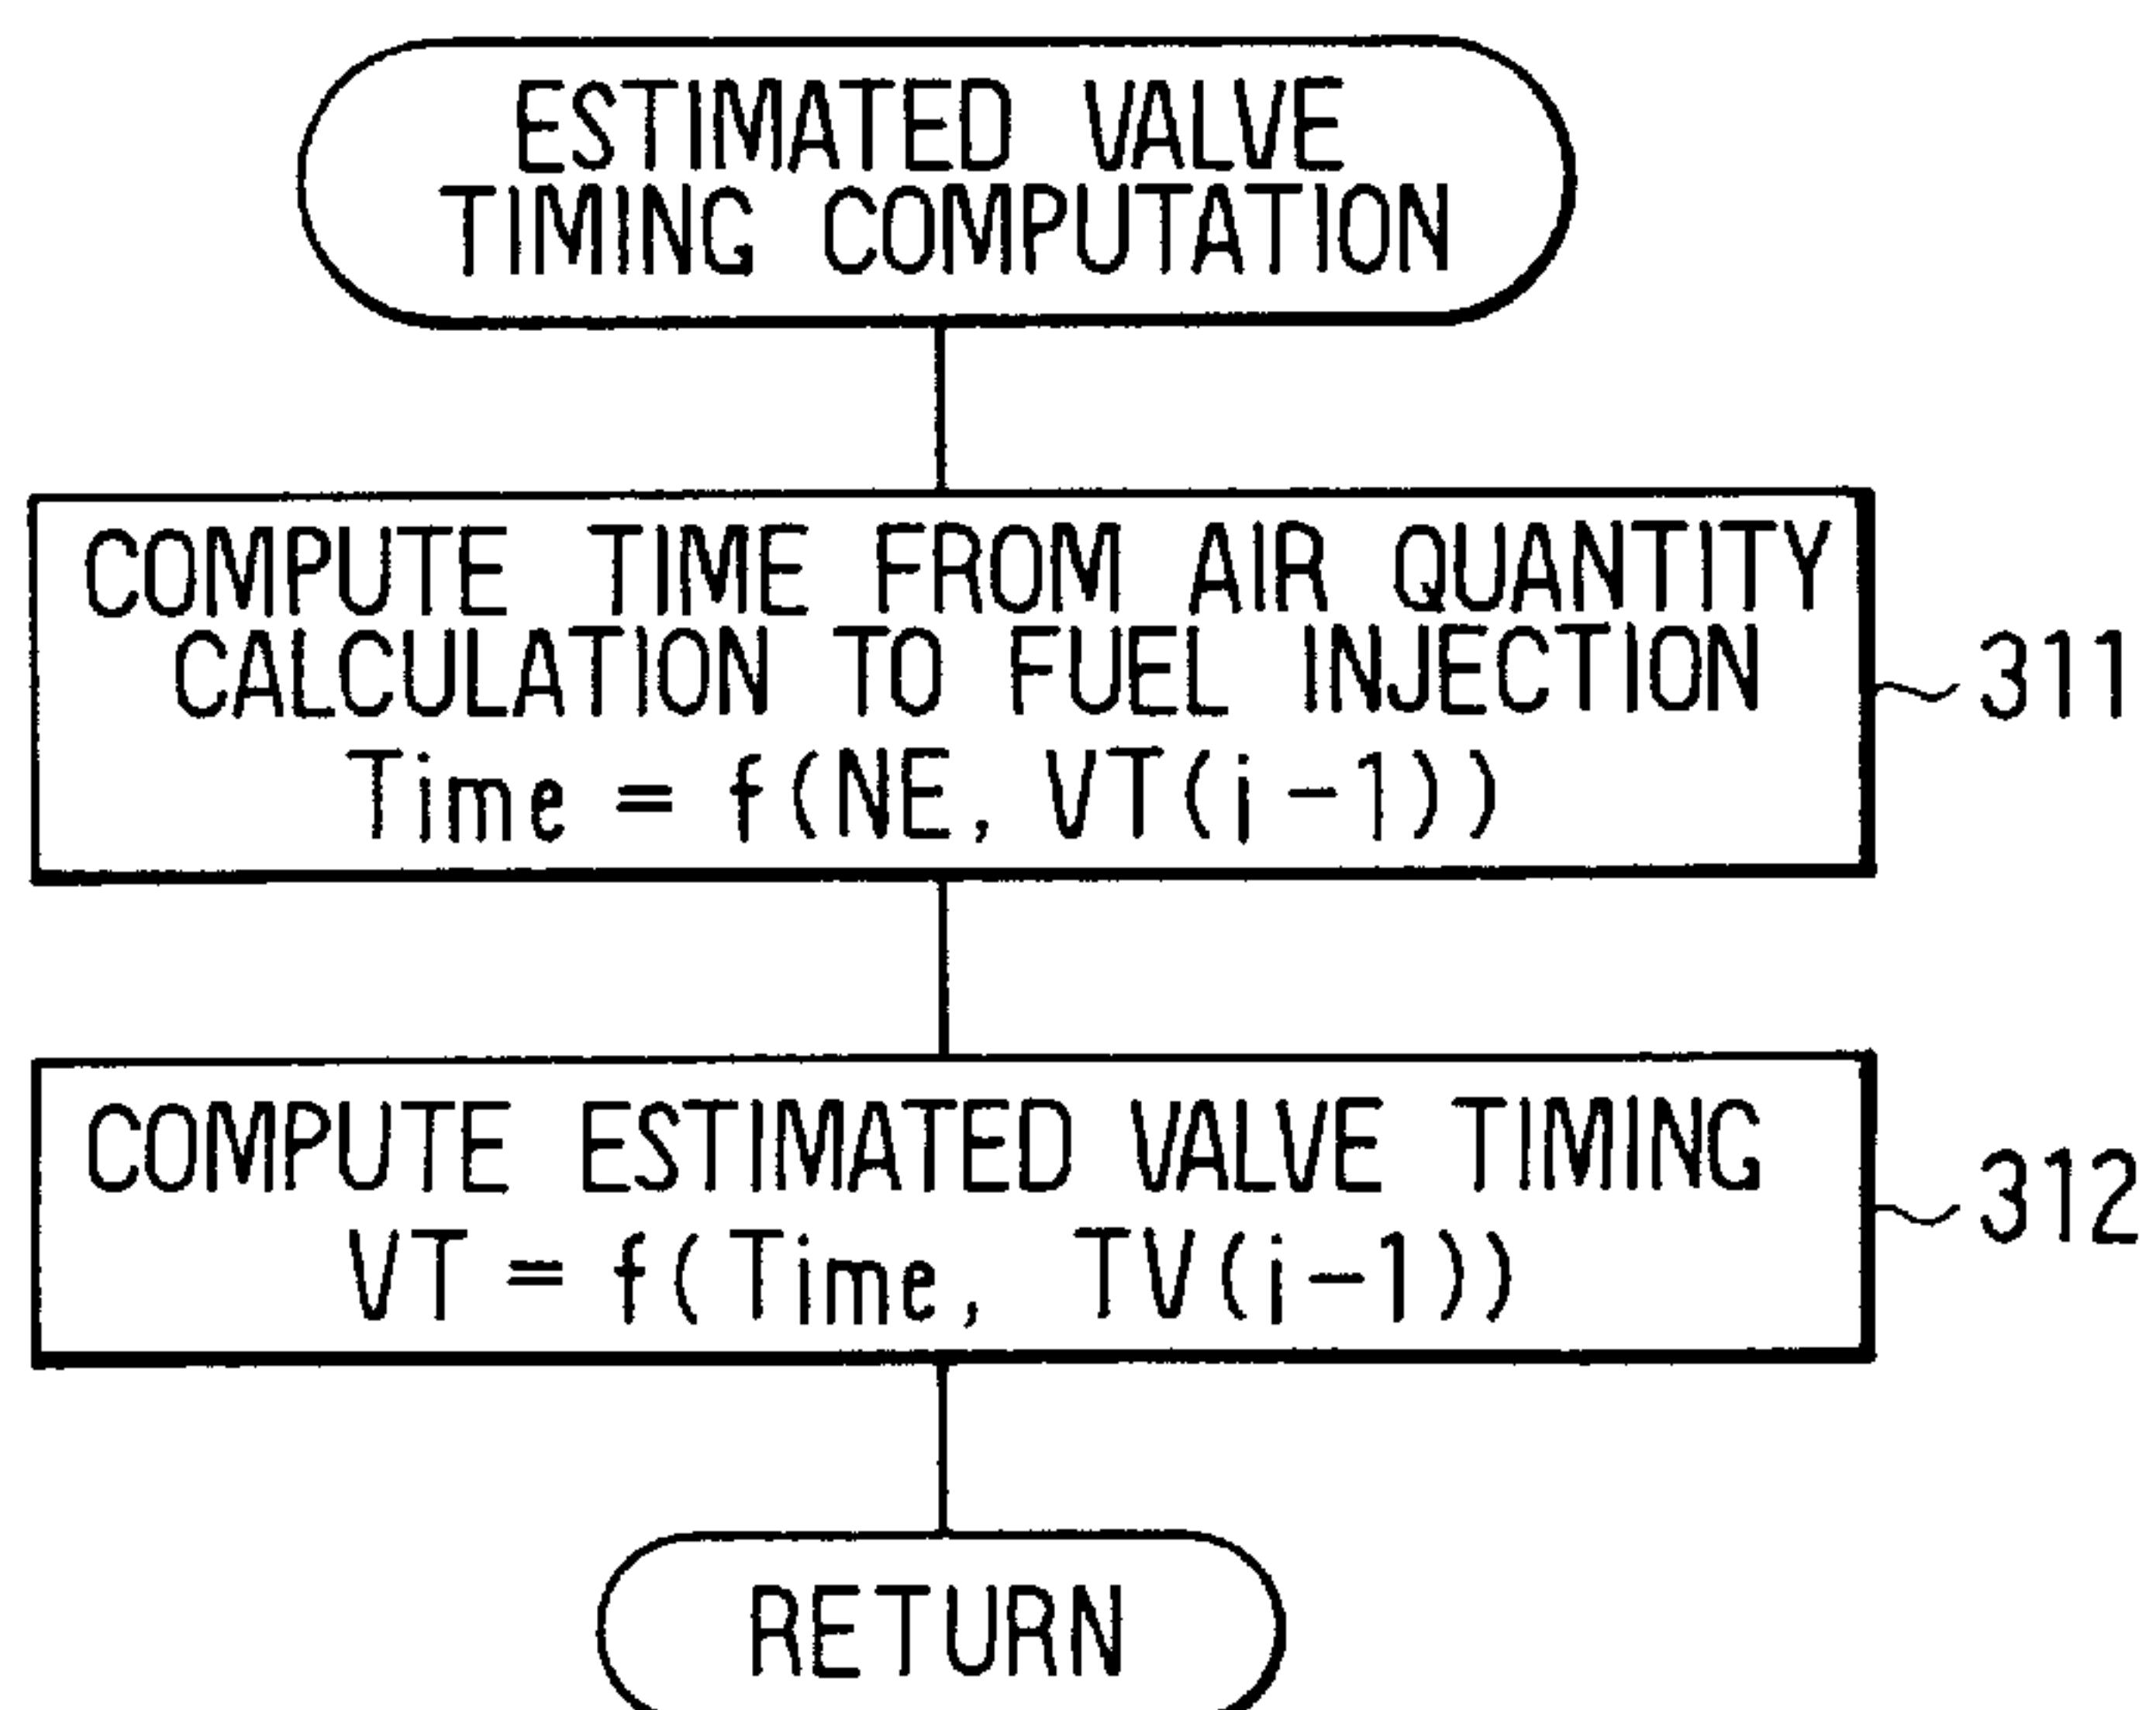 ESTIMATED VALVE
TIMING COMPUTATION
COMPUTE TIME FROM AIR QUANTITY
CALCULATION TO FUEL INJECTION
Time = f(NE, VT(i-1))
311
COMPUTE ESTIMATED VALVE TIMING
VT = f(Time, TV(i-1))
312
RETURN